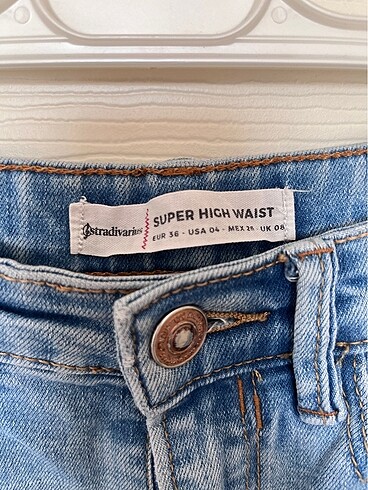 stradivarius
SUPER HIGH WAIST
EUR 36 - USA 04 - MEX 26 - UK 08